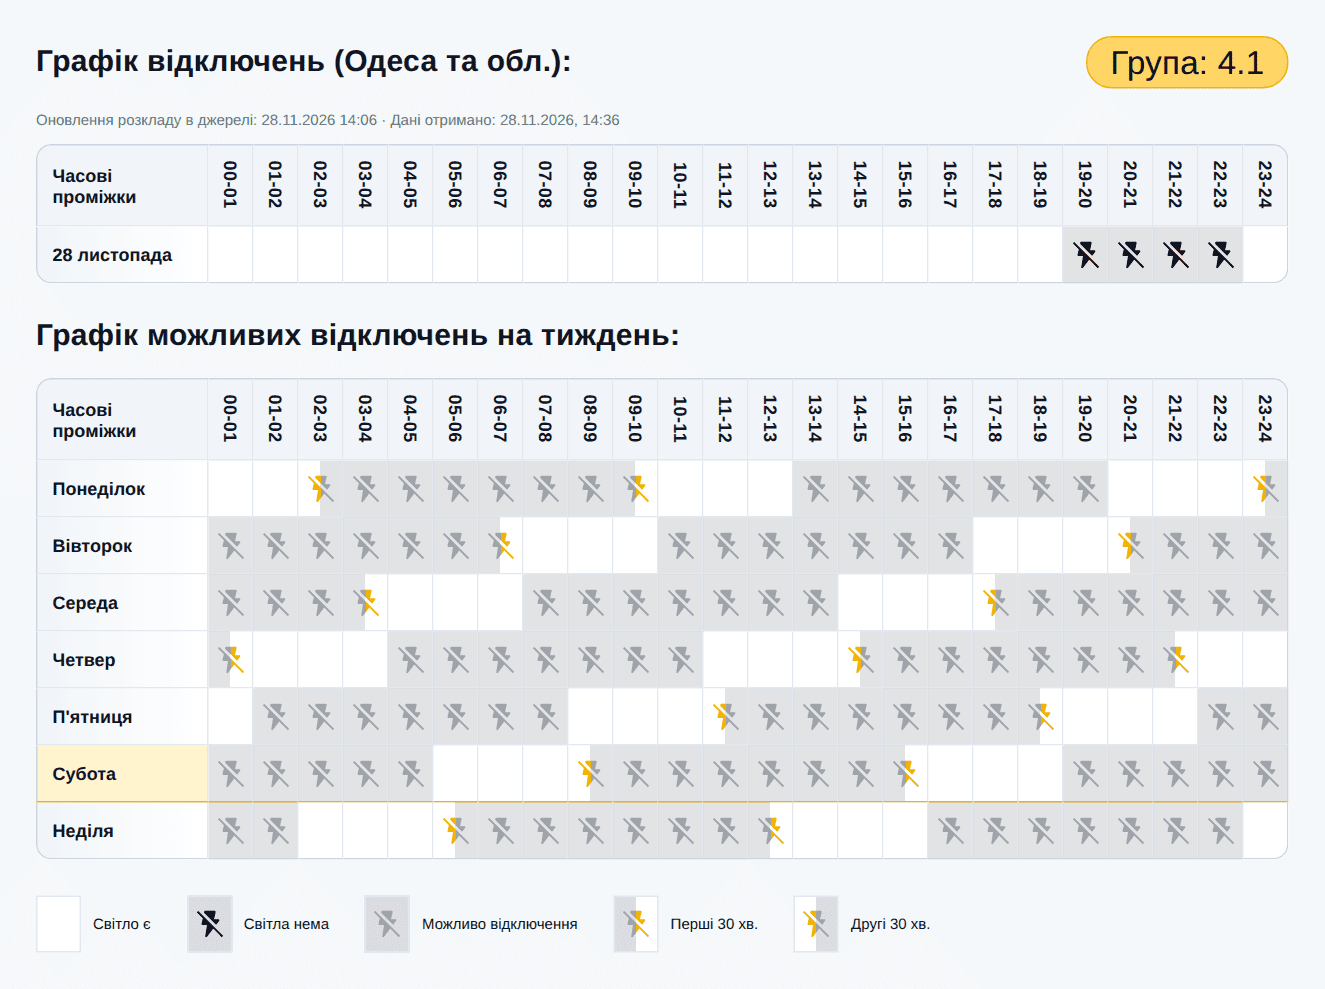 Графік відключень (Одеса та обл.):
Група: 4.1
Оновлення розкладу в джерелі: 28.11.2026 14:06 · Дані отримано: 28.11.2026, 14:36
Часові проміжки 00-01 01-02 02-03 03-04 04-05 05-06 06-07 07-08 08-09 09-10 10-11 11-12 12-13 13-14 14-15 15-16 16-17 17-18 18-19 19-20 20-21 21-22 22-23 23-24
28 листопада
Графік можливих відключень на тиждень:
Часові проміжки 00-01 01-02 02-03 03-04 04-05 05-06 06-07 07-08 08-09 09-10 10-11 11-12 12-13 13-14 14-15 15-16 16-17 17-18 18-19 19-20 20-21 21-22 22-23 23-24
Понеділок
Вівторок
Середа
Четвер
П'ятниця
Субота
Неділя
Світло є Світла нема Можливо відключення Перші 30 хв. Другі 30 хв.